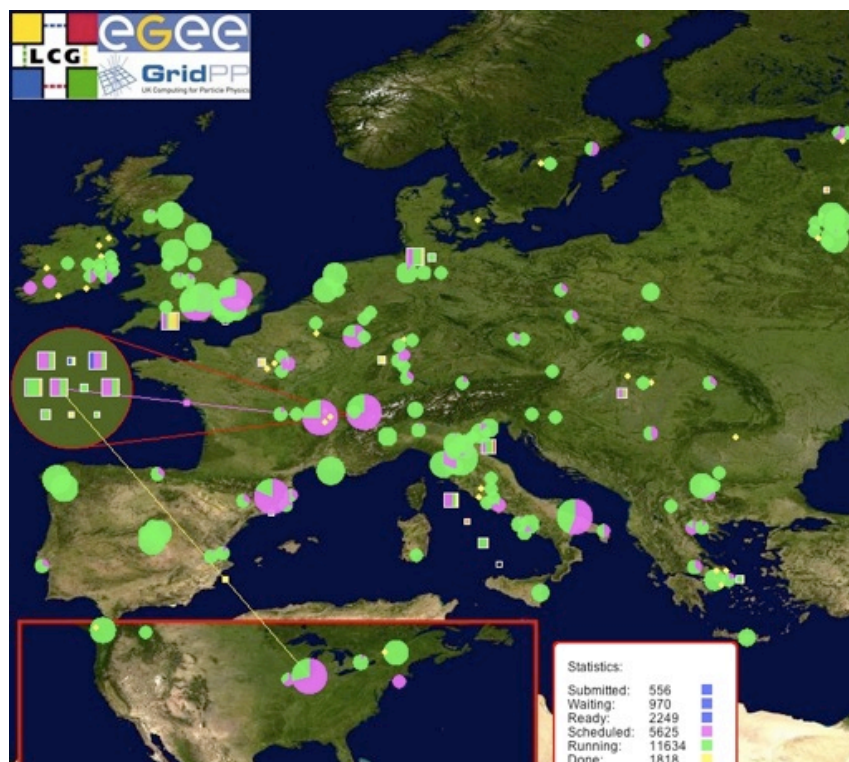 LCG
egee
GridPP
UK Computing for Particle Physics
Statistics:
Submitted: 556
Waiting: 970
Ready: 2249
Scheduled: 5625
Running: 11634
Done: 1818